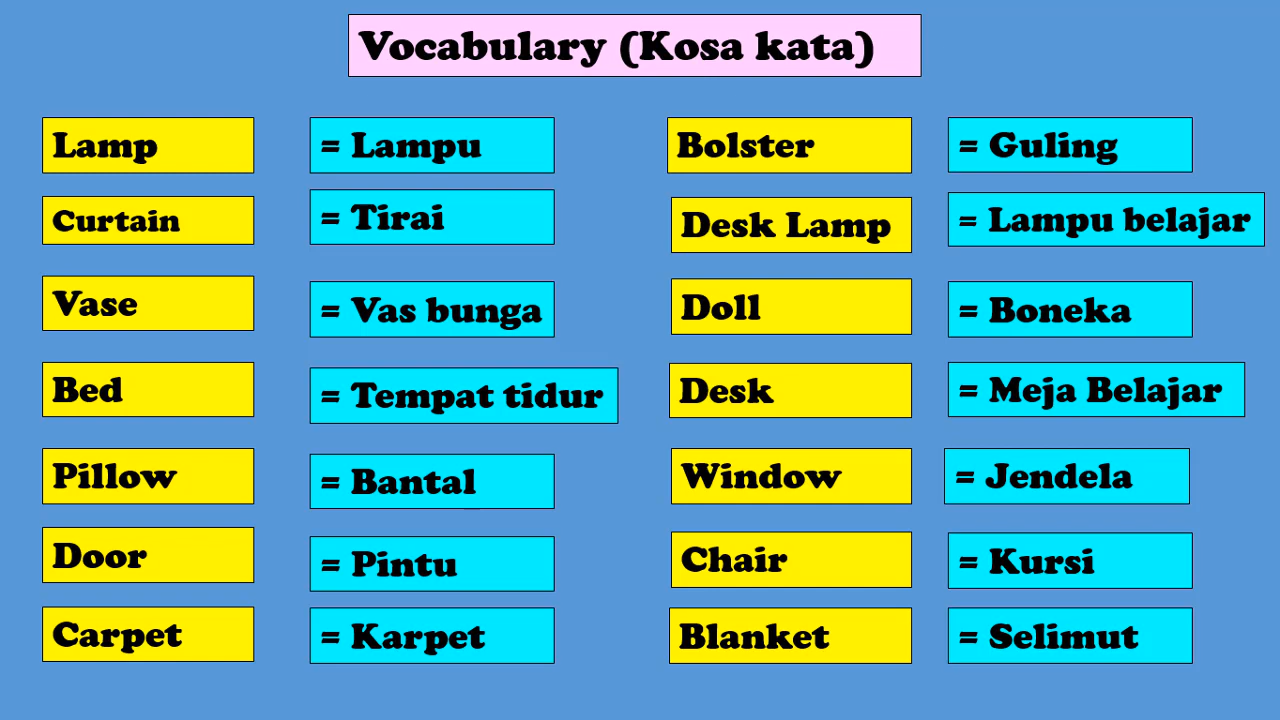 Vocabulary (Kosa kata)
Lamp = Lampu
Curtain = Tirai
Vase = Vas bunga
Bed = Tempat tidur
Pillow = Bantal
Door = Pintu
Carpet = Karpet
Bolster = Guling
Desk Lamp = Lampu belajar
Doll = Boneka
Desk = Meja Belajar
Window = Jendela
Chair = Kursi
Blanket = Selimut